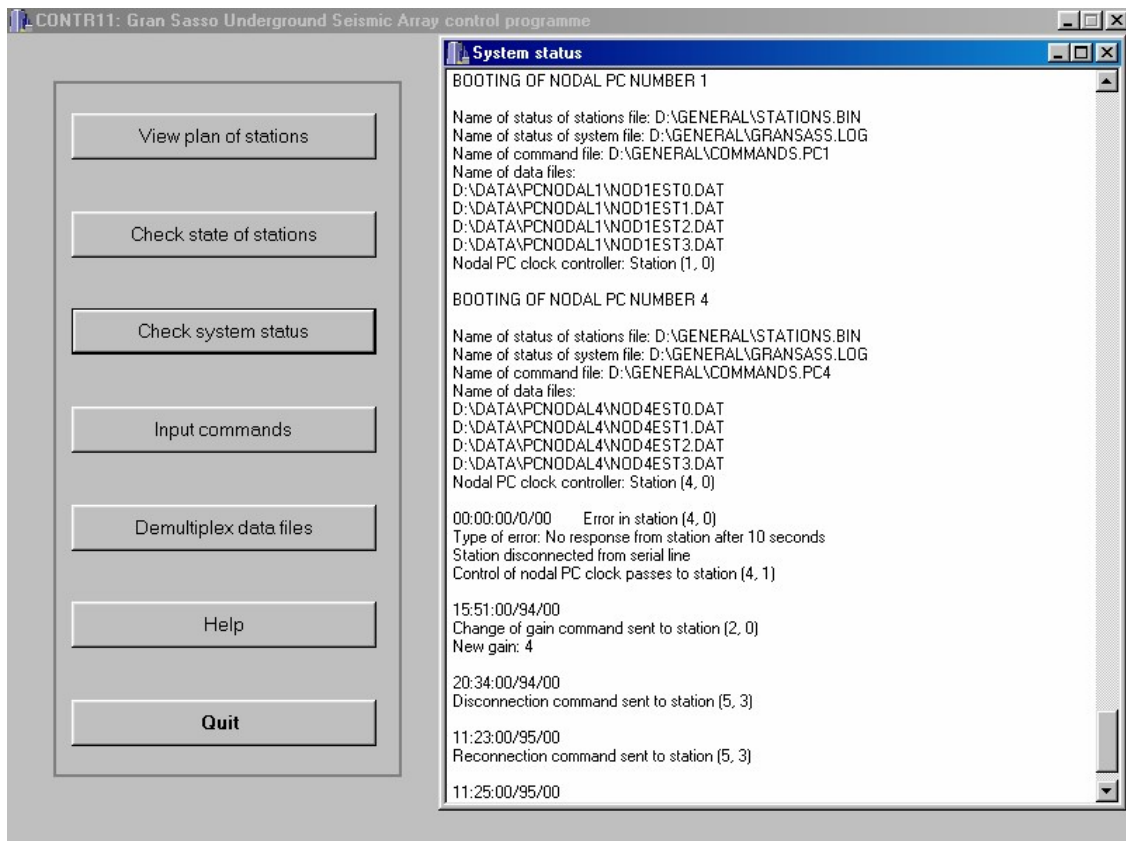 CONTR11: Gran Sasso Underground Seismic Array control programme
View plan of stations
Check state of stations
Check system status
Input commands
Demultiplex data files
Help
Quit
System status
BOOTING OF NODAL PC NUMBER 1
Name of status of stations file: D:\GENERAL\STATIONS.BIN
Name of status of system file: D:\GENERAL\GRANSASS.LOG
Name of command file: D:\GENERAL\COMMANDS.PC1
Name of data files:
D:\DATA\PCNODAL1\NOD1EST0.DAT
D:\DATA\PCNODAL1\NOD1EST1.DAT
D:\DATA\PCNODAL1\NOD1EST2.DAT
D:\DATA\PCNODAL1\NOD1EST3.DAT
Nodal PC clock controller: Station (1, 0)
BOOTING OF NODAL PC NUMBER 4
Name of status of stations file: D:\GENERAL\STATIONS.BIN
Name of status of system file: D:\GENERAL\GRANSASS.LOG
Name of command file: D:\GENERAL\COMMANDS.PC4
Name of data files:
D:\DATA\PCNODAL4\NOD4EST0.DAT
D:\DATA\PCNODAL4\NOD4EST1.DAT
D:\DATA\PCNODAL4\NOD4EST2.DAT
D:\DATA\PCNODAL4\NOD4EST3.DAT
Nodal PC clock controller: Station (4, 0)
00:00:00/0/00 Error in station (4, 0)
Type of error: No response from station after 10 seconds
Station disconnected from serial line
Control of nodal PC clock passes to station (4, 1)
15:51:00/94/00
Change of gain command sent to station (2, 0)
New gain: 4
20:34:00/94/00
Disconnection command sent to station (5, 3)
11:23:00/95/00
Reconnection command sent to station (5, 3)
11:25:00/95/00